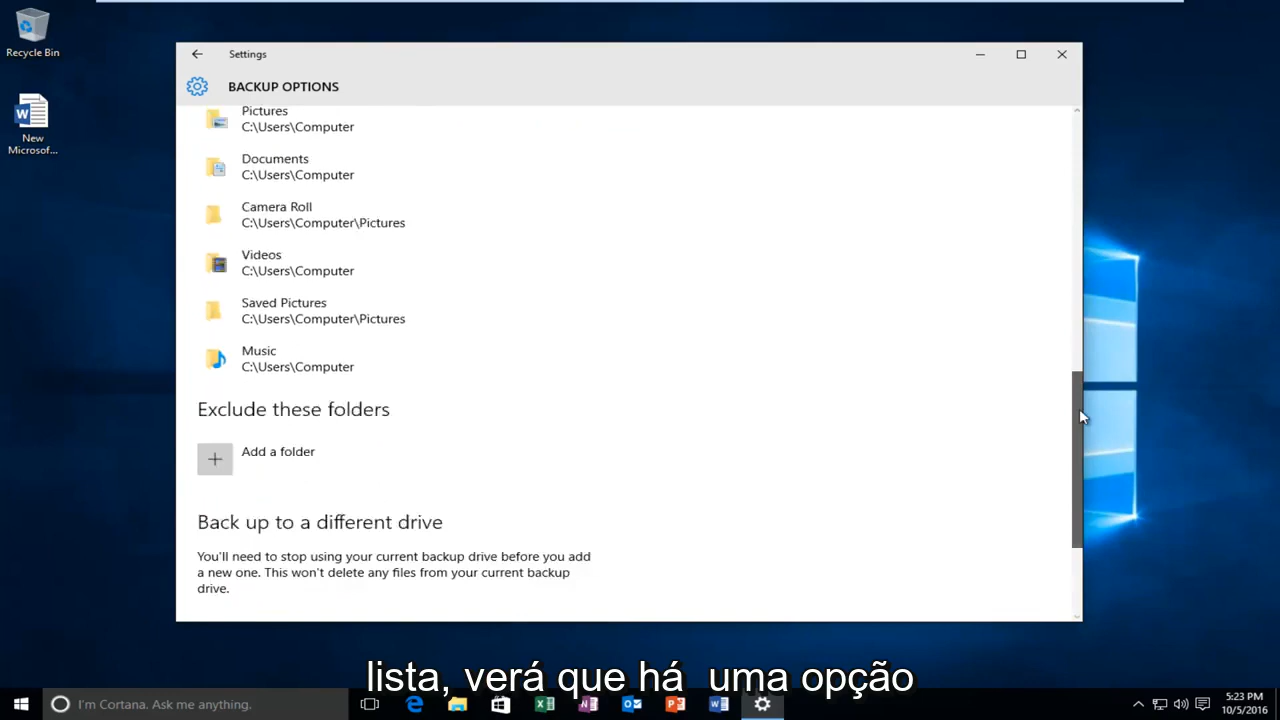 Recycle Bin
New
Microsof...
Settings
BACKUP OPTIONS
Pictures
C:\Users\Computer
Documents
C:\Users\Computer
Camera Roll
C:\Users\Computer\Pictures
Videos
C:\Users\Computer
Saved Pictures
C:\Users\Computer\Pictures
Music
C:\Users\Computer
Exclude these folders
Add a folder
Back up to a different drive
You'll need to stop using your current backup drive before you add
a new one. This won't delete any files from your current backup
drive.
lista, verá que há uma opção
I'm Cortana. Ask me anything.
5:23 PM
10/5/2016